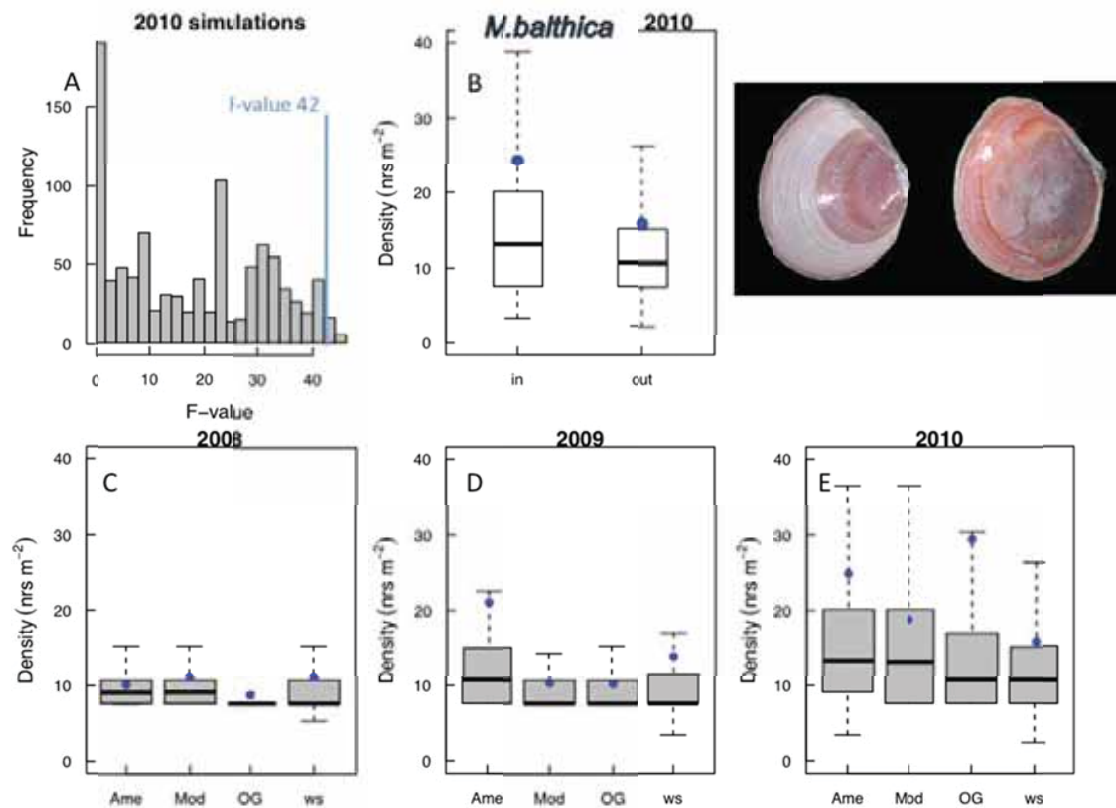 2010 simulations
M.balthica 2010
A
F-value 42
Frequency
150
100
50
0
0 10 20 30 40
F-value
B
Density (nrs m−2)
40
30
20
10
0
in out
2008
C
Density (nrs m−2)
40
30
20
10
0
Ame Mod OG ws
2009
D
Density (nrs m−2)
40
30
20
10
0
Ame Mod OG ws
2010
E
Density (nrs m−2)
40
30
20
10
0
Ame Mod OG ws